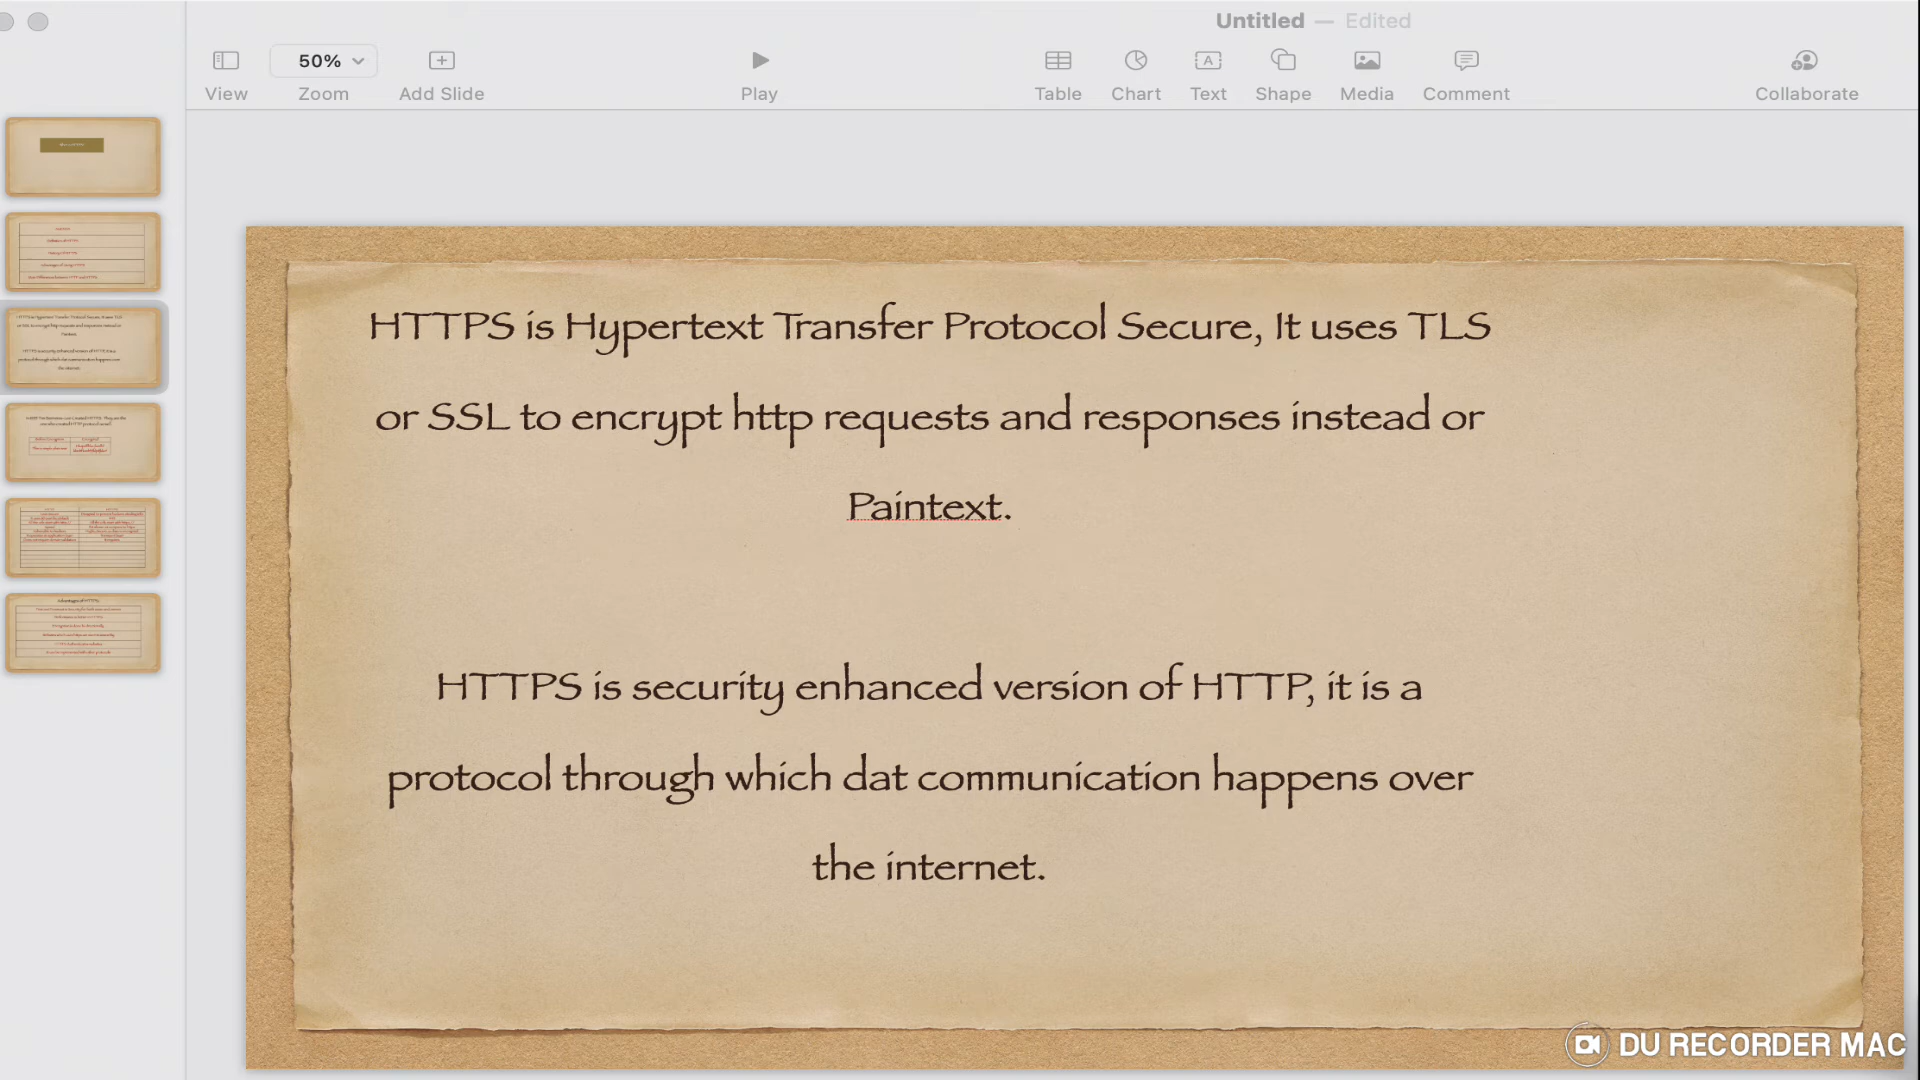 Untitled — Edited
50%
View Zoom Add Slide Play Table Chart Text Shape Media Comment Collaborate
HTTPS is Hypertext Transfer Protocol Secure, It uses TLS
or SSL to encrypt http requests and responses instead or
Paintext.
HTTPS is security enhanced version of HTTP, it is a
protocol through which dat communication happens over
the internet.
DU RECORDER MAC